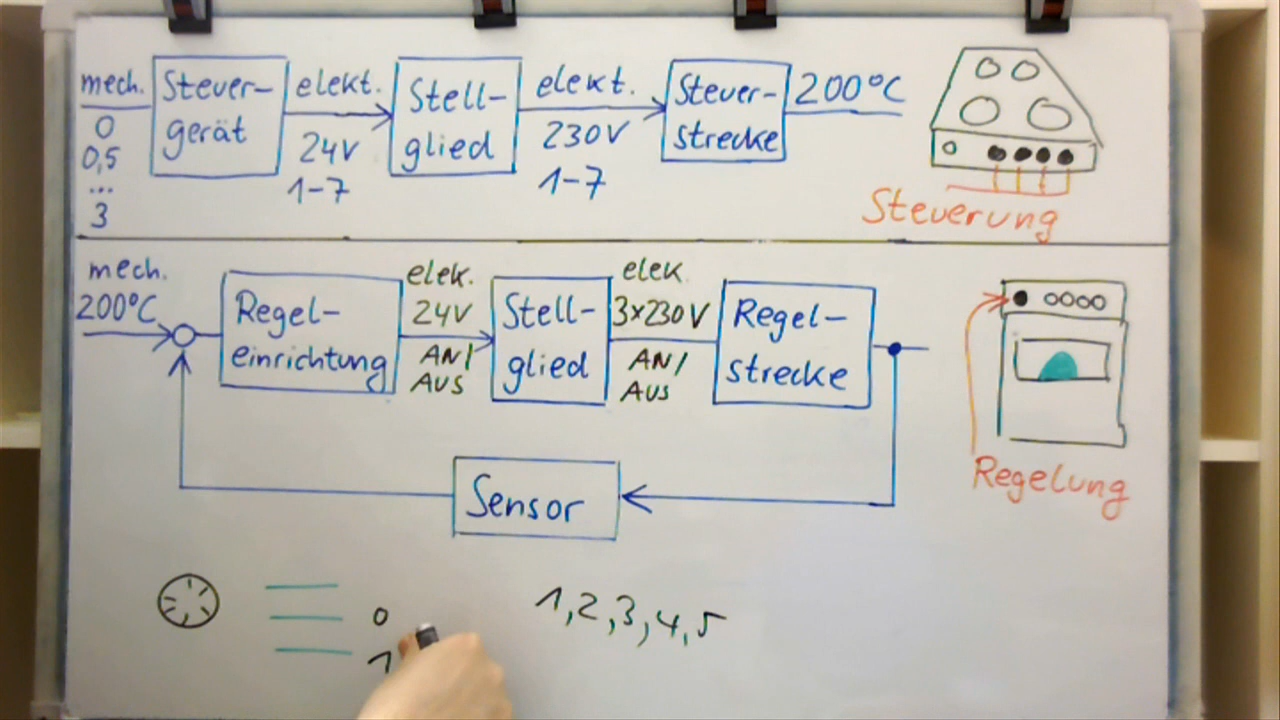 mech.
0
0,5
...
3
Steuer-
gerät
elekt.
24V
1-7
Stell-
glied
elekt.
230V
1-7
Steuer-
strecke
200°C
Steuerung
mech.
200°C
Regel-
einrichtung
elek.
24V
AN/
AUS
Stell-
glied
elek
3x230V
AN/
AUS
Regel-
strecke
Regelung
Sensor
0
1
1,2,3,4,5